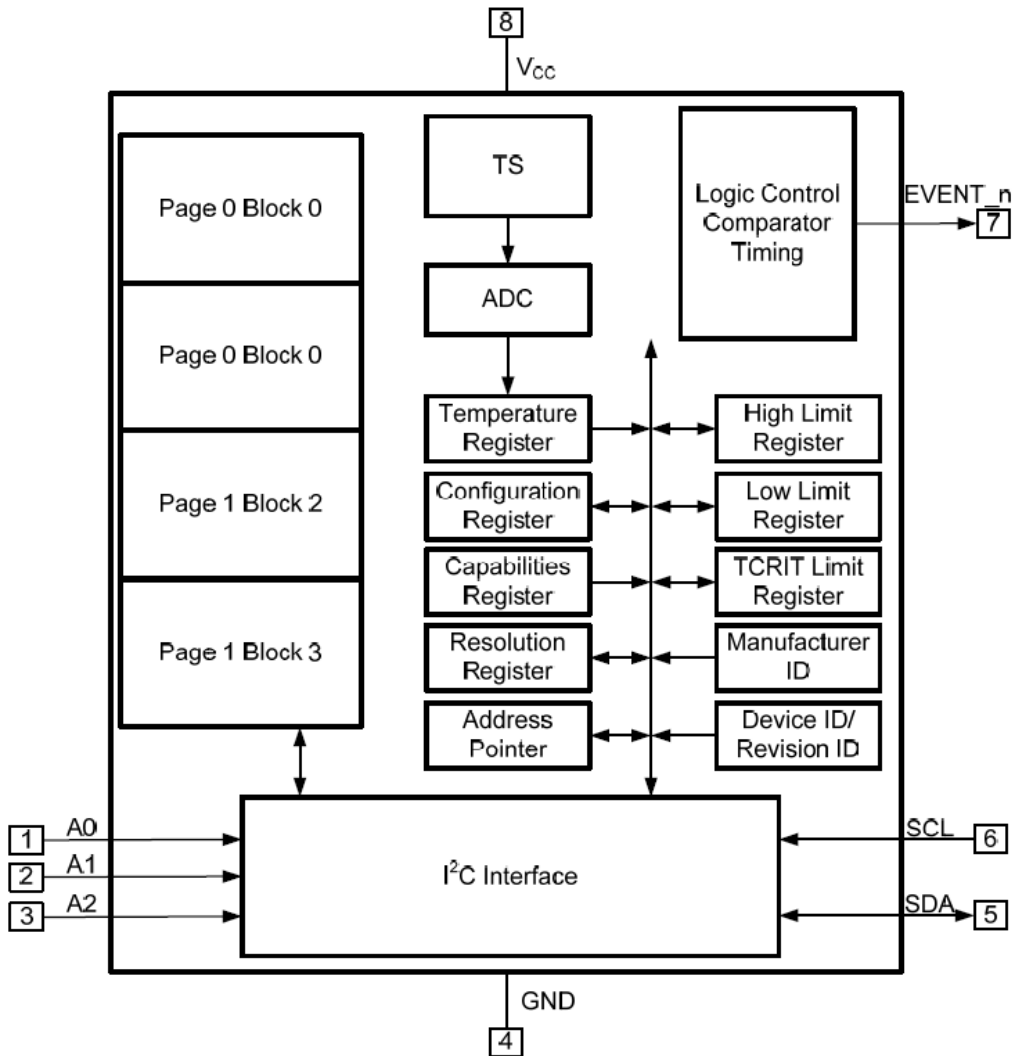 8
V_CC
Page 0 Block 0
Page 0 Block 0
Page 1 Block 2
Page 1 Block 3
TS
ADC
Logic Control
Comparator
Timing
EVENT_n
7
Temperature
Register
Configuration
Register
Capabilities
Register
Resolution
Register
Address
Pointer
High Limit
Register
Low Limit
Register
TCRIT Limit
Register
Manufacturer
ID
Device ID/
Revision ID
1 A0
2 A1
3 A2
I²C Interface
SCL 6
SDA 5
GND
4